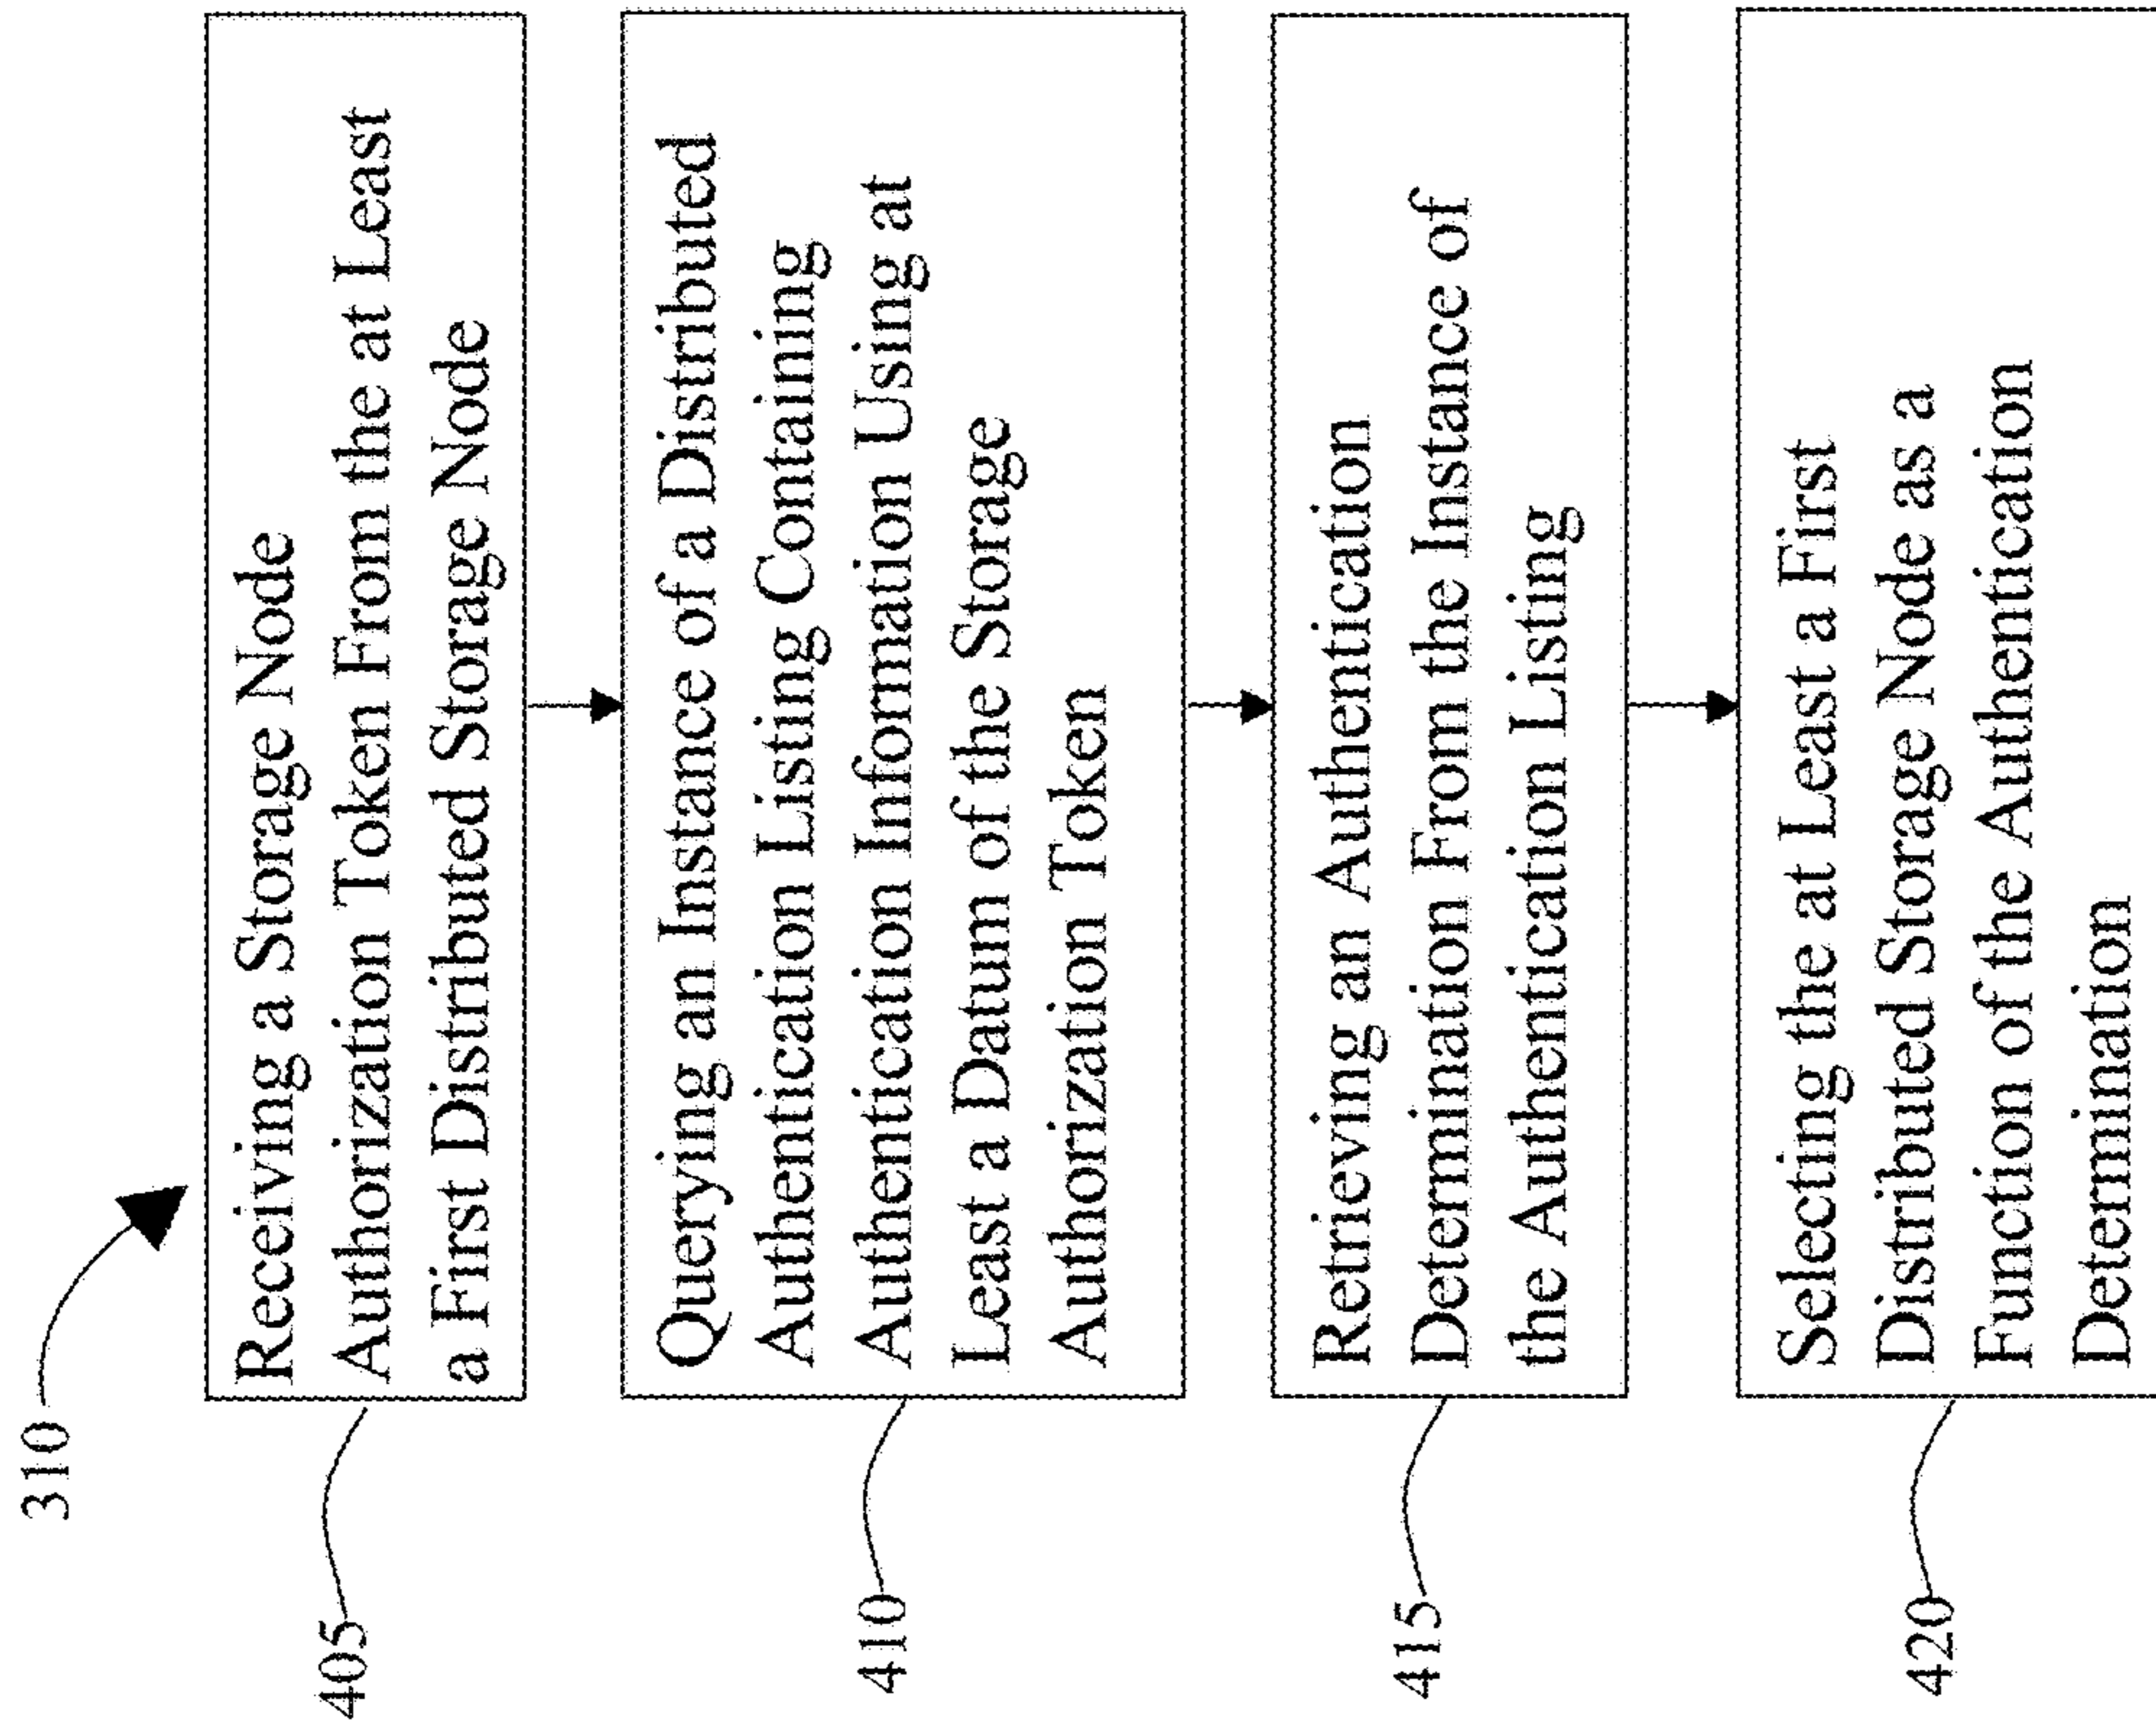 310
405
Receiving a Storage Node
Authorization Token From the at Least
a First Distributed Storage Node
410
Querying an Instance of a Distributed
Authentication Listing Containing
Authentication Information Using at
Least a Datum of the Storage
Authorization Token
415
Retrieving an Authentication
Determination From the Instance of
the Authentication Listing
420
Selecting the at Least a First
Distributed Storage Node as a
Function of the Authentication
Determination